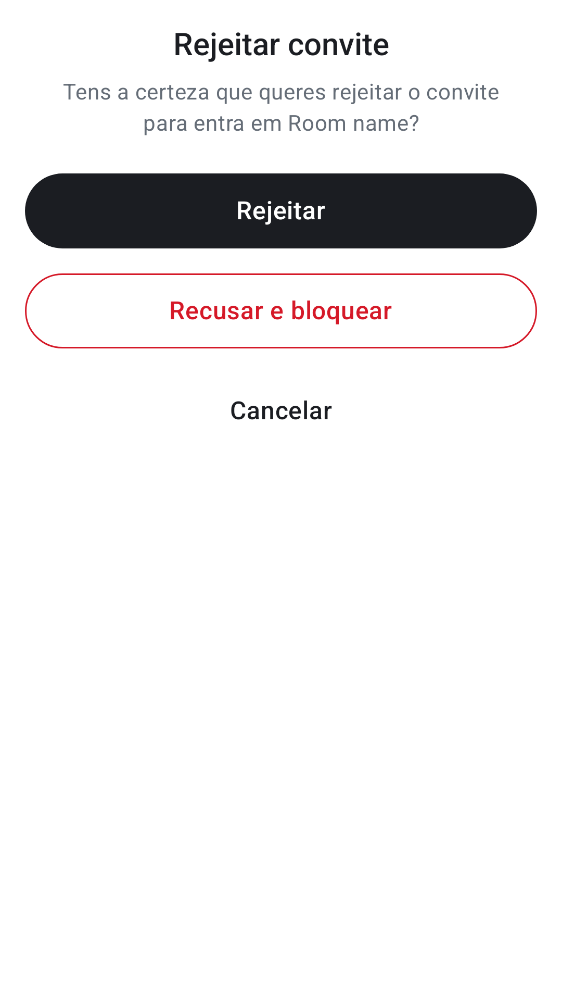 Rejeitar convite
Tens a certeza que queres rejeitar o convite
para entra em Room name?
Rejeitar
Recusar e bloquear
Cancelar